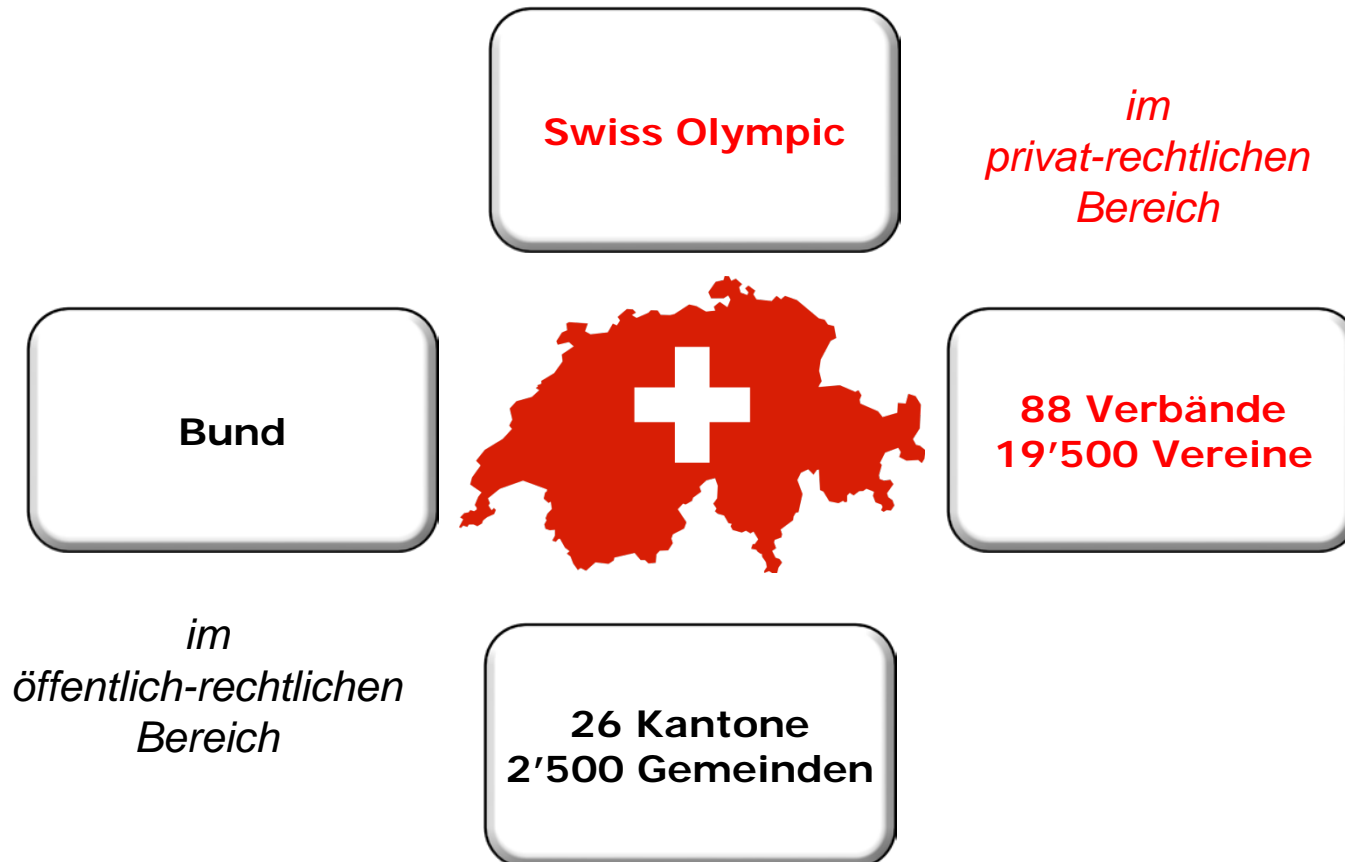 Swiss Olympic
im
privat-rechtlichen
Bereich
Bund
88 Verbände
19’500 Vereine
im
öffentlich-rechtlichen
Bereich
26 Kantone
2’500 Gemeinden